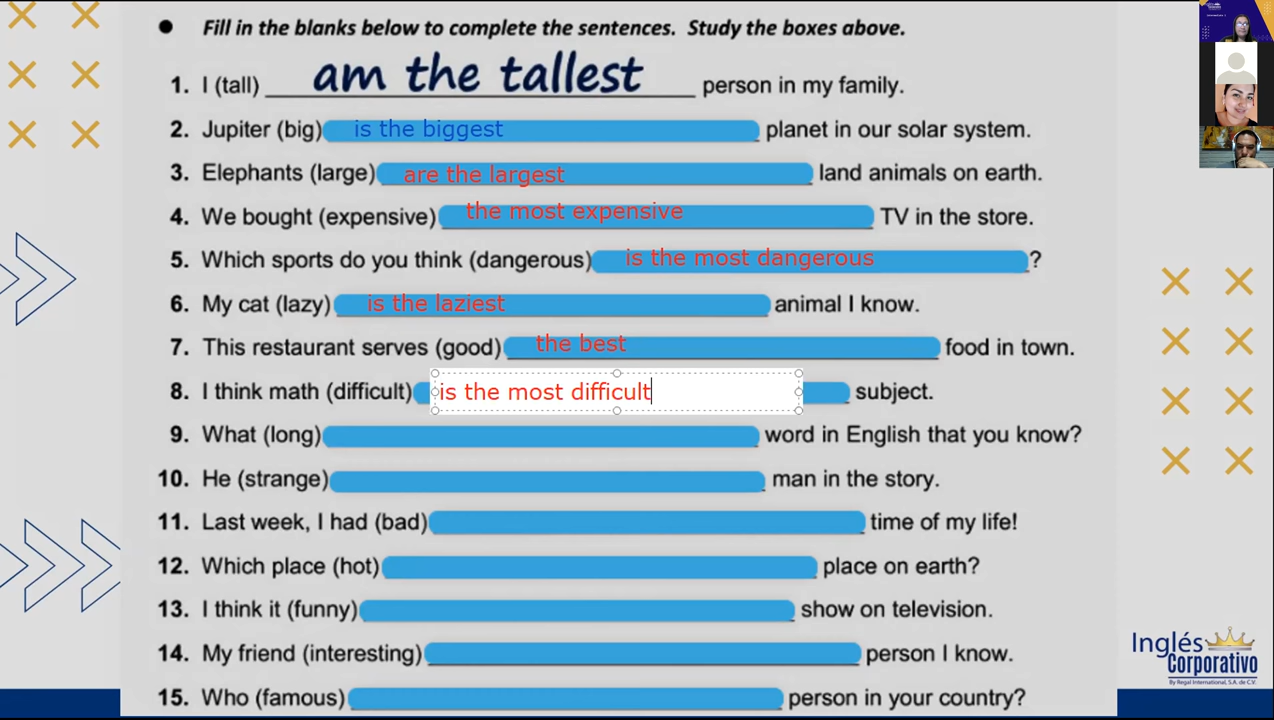 ● Fill in the blanks below to complete the sentences. Study the boxes above.
1. I (tall) am the tallest person in my family.
2. Jupiter (big) is the biggest planet in our solar system.
3. Elephants (large) are the largest land animals on earth.
4. We bought (expensive) the most expensive TV in the store.
5. Which sports do you think (dangerous) is the most dangerous ?
6. My cat (lazy) is the laziest animal I know.
7. This restaurant serves (good) the best food in town.
8. I think math (difficult) is the most difficult subject.
9. What (long) word in English that you know?
10. He (strange) man in the story.
11. Last week, I had (bad) time of my life!
12. Which place (hot) place on earth?
13. I think it (funny) show on television.
14. My friend (interesting) person I know.
15. Who (famous) person in your country?
Inglés
Corporativo
By Regal International, S.A. de C.V.